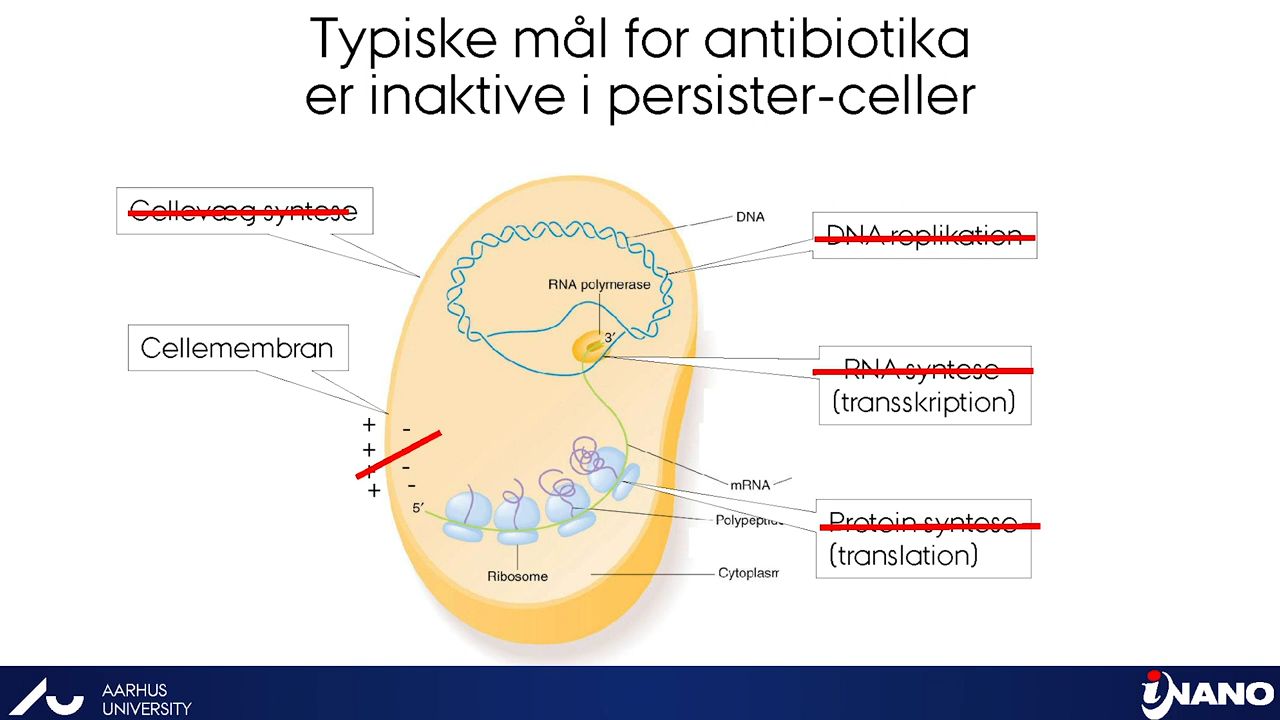 Typiske mål for antibiotika
er inaktive i persister-celler
Cellevæg syntese
DNA
DNA replikation
RNA polymerase
3′
Cellemembran
RNA syntese
(transskription)
+ -
+ -
+ -
+ -
5′
mRNA
Protein syntese
(translation)
Ribosome
AARHUS
UNIVERSITY
iNANO